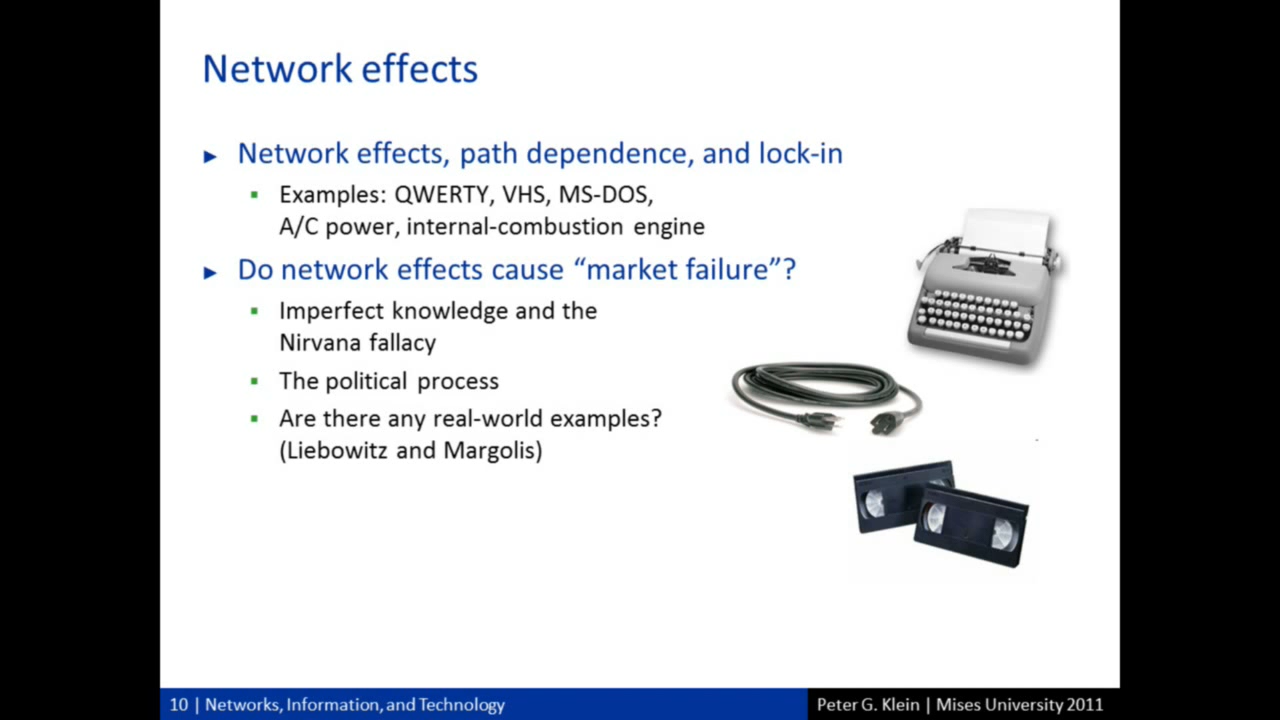 Network effects
► Network effects, path dependence, and lock-in
▪ Examples: QWERTY, VHS, MS-DOS,
A/C power, internal-combustion engine
► Do network effects cause “market failure”?
▪ Imperfect knowledge and the
Nirvana fallacy
▪ The political process
▪ Are there any real-world examples?
(Liebowitz and Margolis)
10 | Networks, Information, and Technology
Peter G. Klein | Mises University 2011